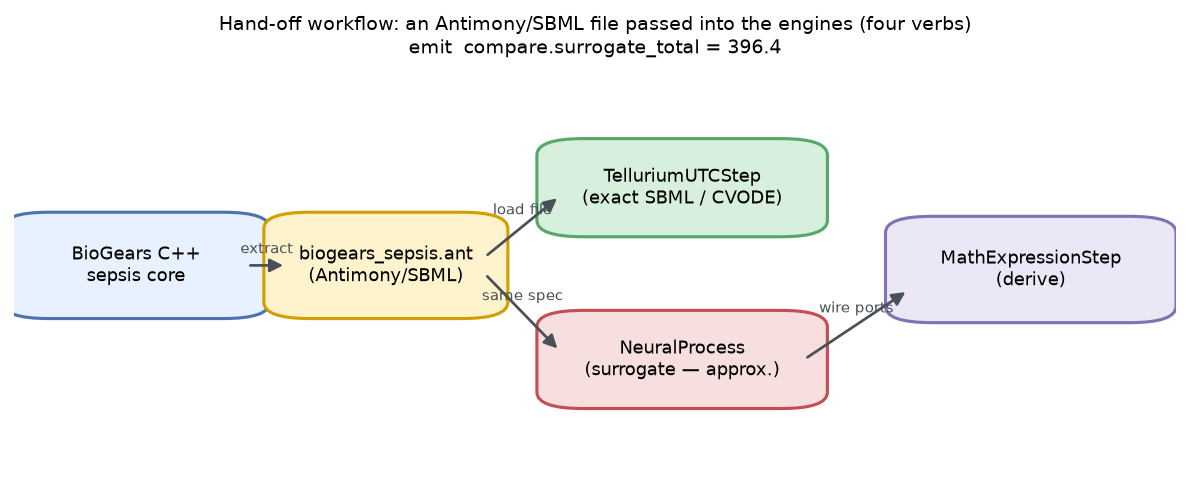 Hand-off workflow: an Antimony/SBML file passed into the engines (four verbs)
emit  compare.surrogate_total = 396.4
BioGears C++
sepsis core
extract
biogears_sepsis.ant
(Antimony/SBML)
load file
TelluriumUTCStep
(exact SBML / CVODE)
same spec
NeuralProcess
(surrogate — approx.)
wire ports
MathExpressionStep
(derive)